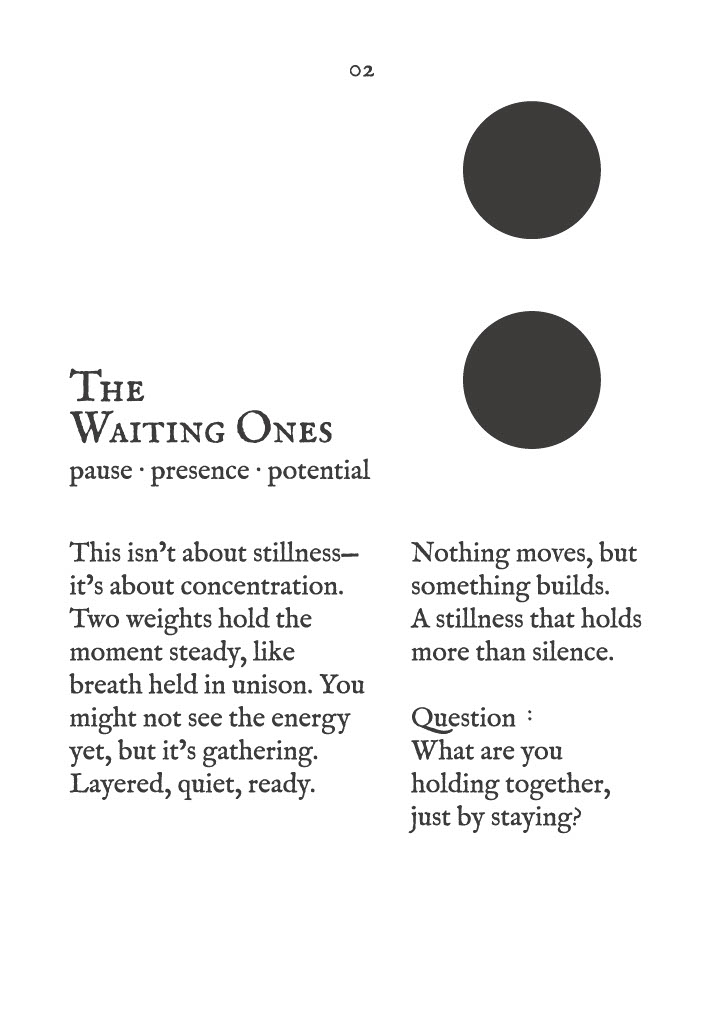 02
The
Waiting Ones
pause · presence · potential
This isn't about stillness—
it's about concentration.
Two weights hold the
moment steady, like
breath held in unison. You
might not see the energy
yet, but it's gathering.
Layered, quiet, ready.
Nothing moves, but
something builds.
A stillness that holds
more than silence.
Question :
What are you
holding together,
just by staying?